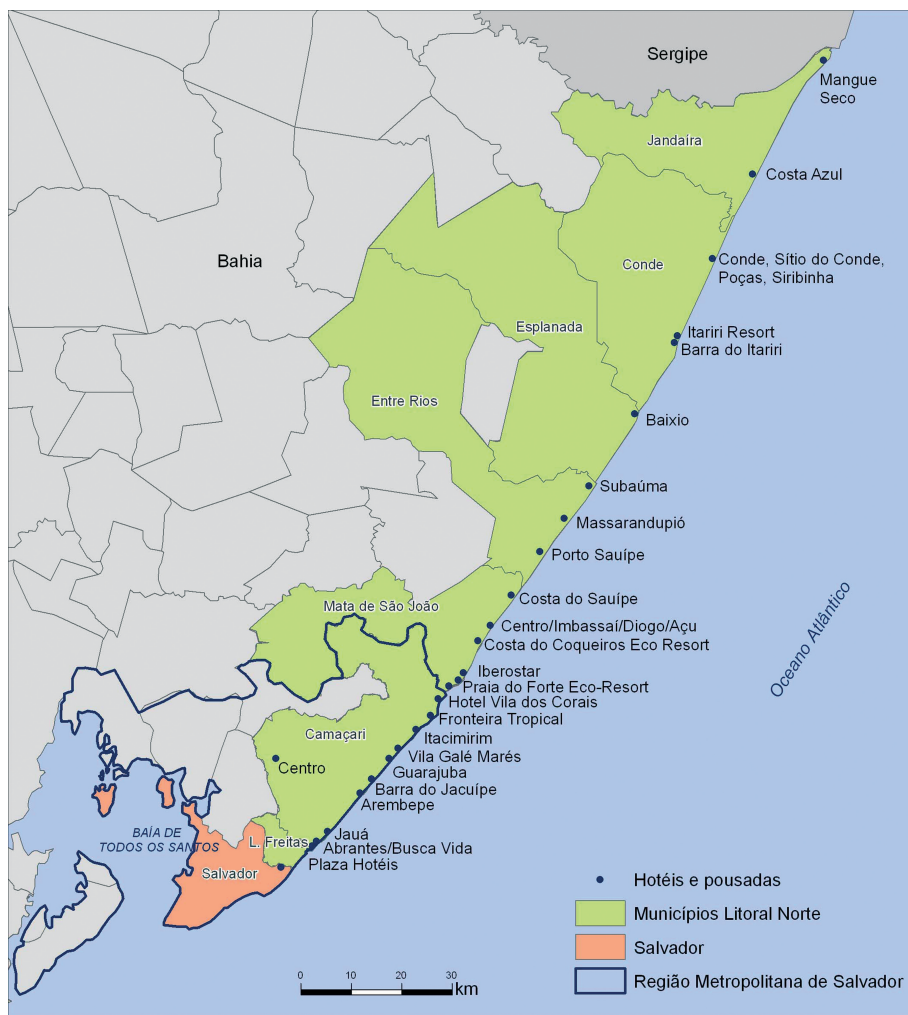 Sergipe
Mangue
Seco
Jandaíra
Costa Azul
Bahia
Conde
Conde, Sítio do Conde,
Poças, Siribinha
Esplanada
Itariri Resort
Barra do Itariri
Entre Rios
Baixio
Subaúma
Massarandupió
Porto Sauípe
Costa do Sauípe
Mata de São João
Oceano Atlântico
Centro/Imbassaí/Diogo/Açu
Costa do Coqueiros Eco Resort
Iberostar
Praia do Forte Eco-Resort
Hotel Vila dos Corais
Fronteira Tropical
Camaçari
Itacimirim
Vila Galé Marés
Centro
Guarajuba
Barra do Jacuípe
Arembepe
BAÍA DE
TODOS OS SANTOS
L. Freitas
Jauá
Abrantes/Busca Vida
Plaza Hotéis
Salvador
Hotéis e pousadas
Municípios Litoral Norte
Salvador
Região Metropolitana de Salvador
0 10 20 30
km